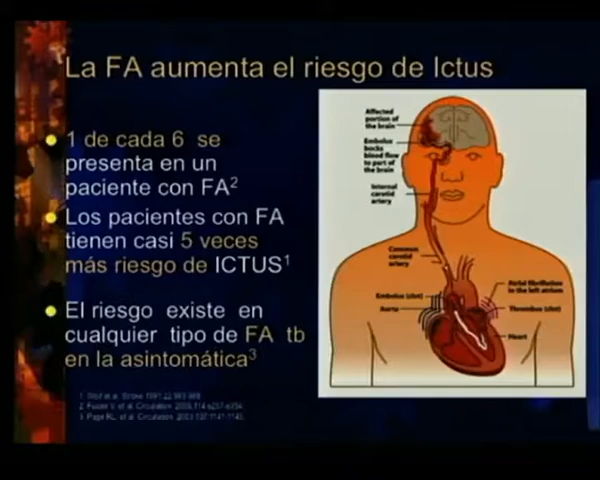 La FA aumenta el riesgo de Ictus
1 de cada 6 se
presenta en un
paciente con FA2
Los pacientes con FA
tienen casi 5 veces
más riesgo de ICTUS1
El riesgo existe en
cualquier tipo de FA tb
en la asintomática3
Affected
portion of
the brain
Embolus
blocks
blood flow
to part of
the brain
Internal
carotid
artery
Common
carotid
artery
Embolus (clot)
Aorta
Atrial fibrillation
in the left atrium
Thrombus (clot)
Heart